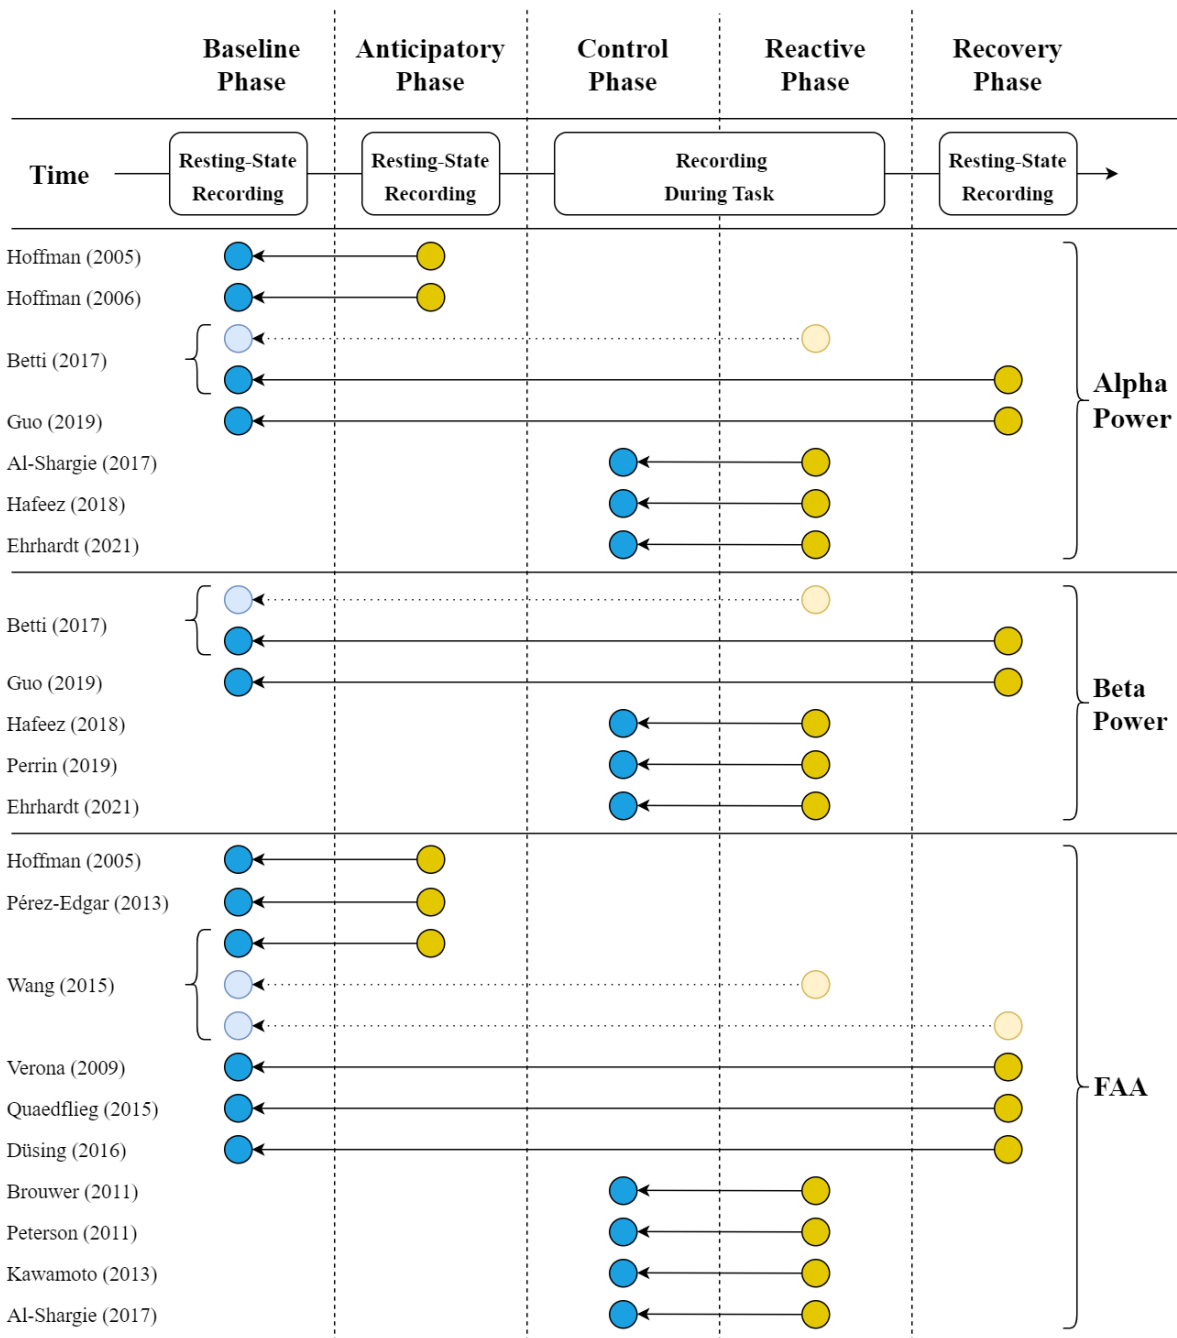 Baseline Phase
Anticipatory Phase
Control Phase
Reactive Phase
Recovery Phase
Time
Resting-State Recording
Resting-State Recording
Recording During Task
Resting-State Recording
Hoffman (2005)
Hoffman (2006)
Betti (2017)
Guo (2019)
Al-Shargie (2017)
Hafeez (2018)
Ehrhardt (2021)
Alpha Power
Betti (2017)
Guo (2019)
Hafeez (2018)
Perrin (2019)
Ehrhardt (2021)
Beta Power
Hoffman (2005)
Pérez-Edgar (2013)
Wang (2015)
Verona (2009)
Quaedflieg (2015)
Düsing (2016)
Brouwer (2011)
Peterson (2011)
Kawamoto (2013)
Al-Shargie (2017)
FAA